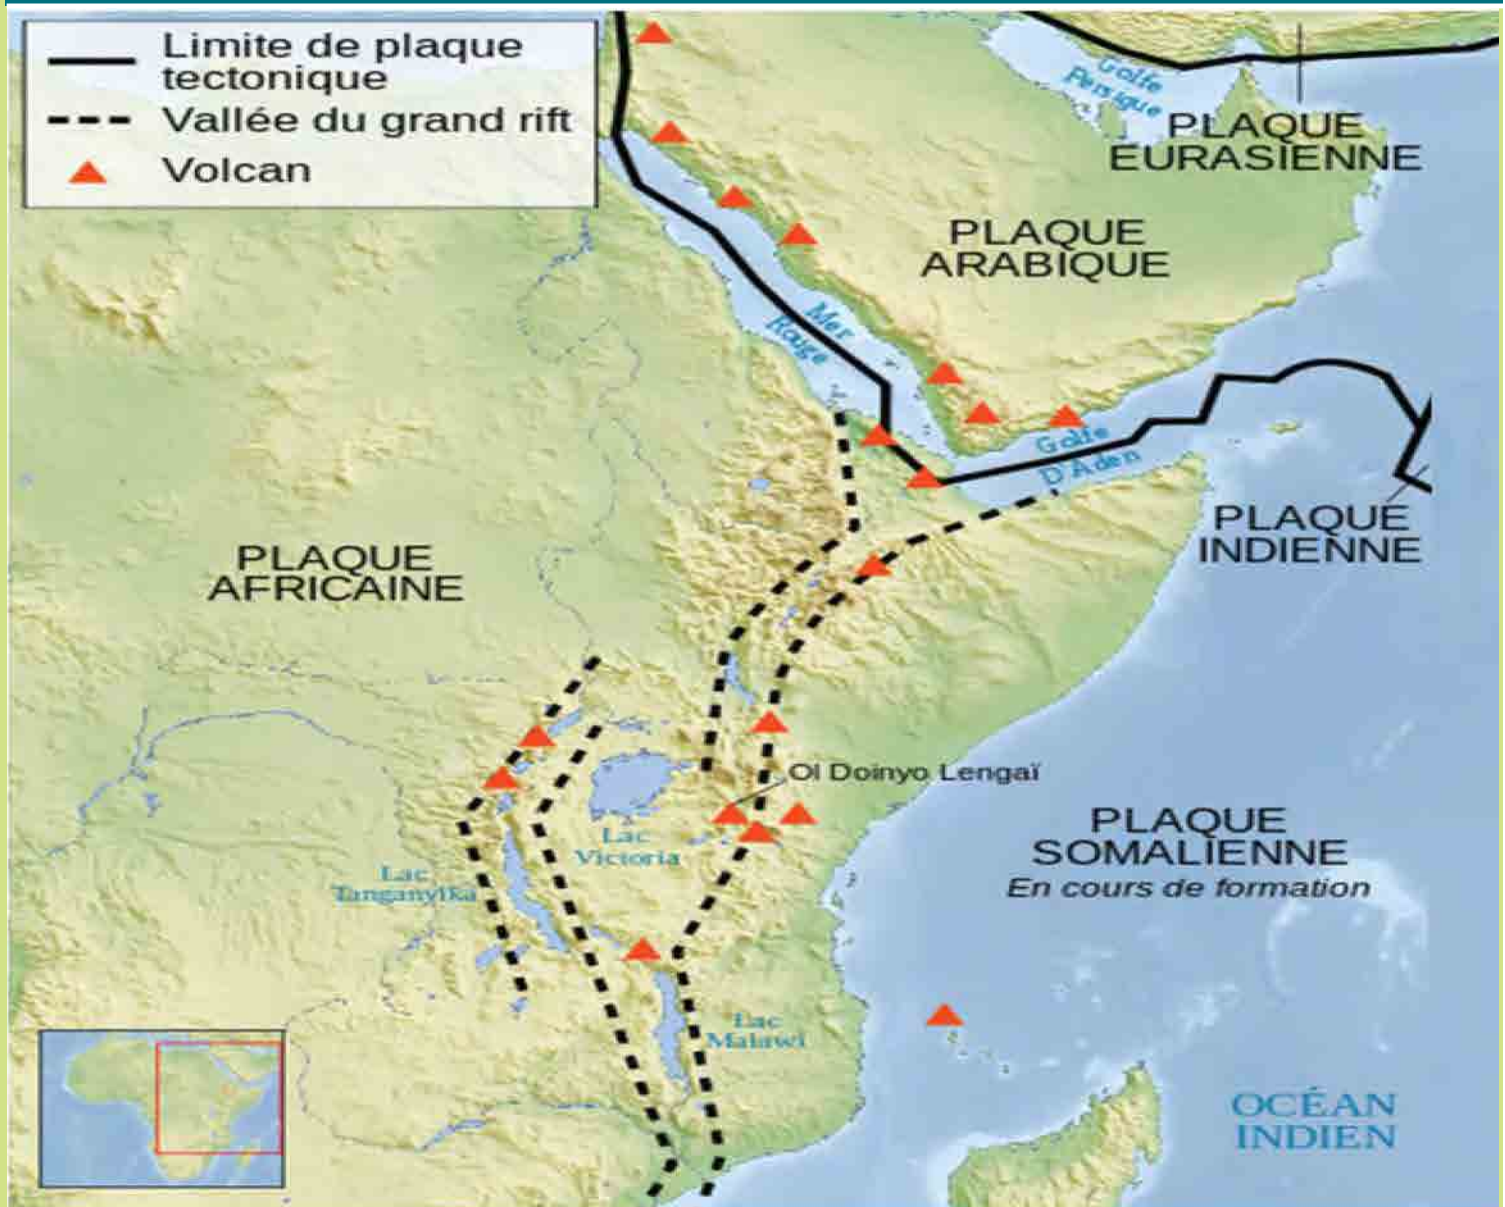 Limite de plaque
tectonique
Vallée du grand rift
Volcan
Golfe
Persique
PLAQUE
EURASIENNE
PLAQUE
ARABIQUE
Mer
Rouge
Golfe
D'Aden
PLAQUE
INDIENNE
PLAQUE
AFRICAINE
Ol Doinyo Lengaï
Lac
Victoria
Lac
Tanganyika
PLAQUE
SOMALIENNE
En cours de formation
Lac
Malawi
OCÉAN
INDIEN